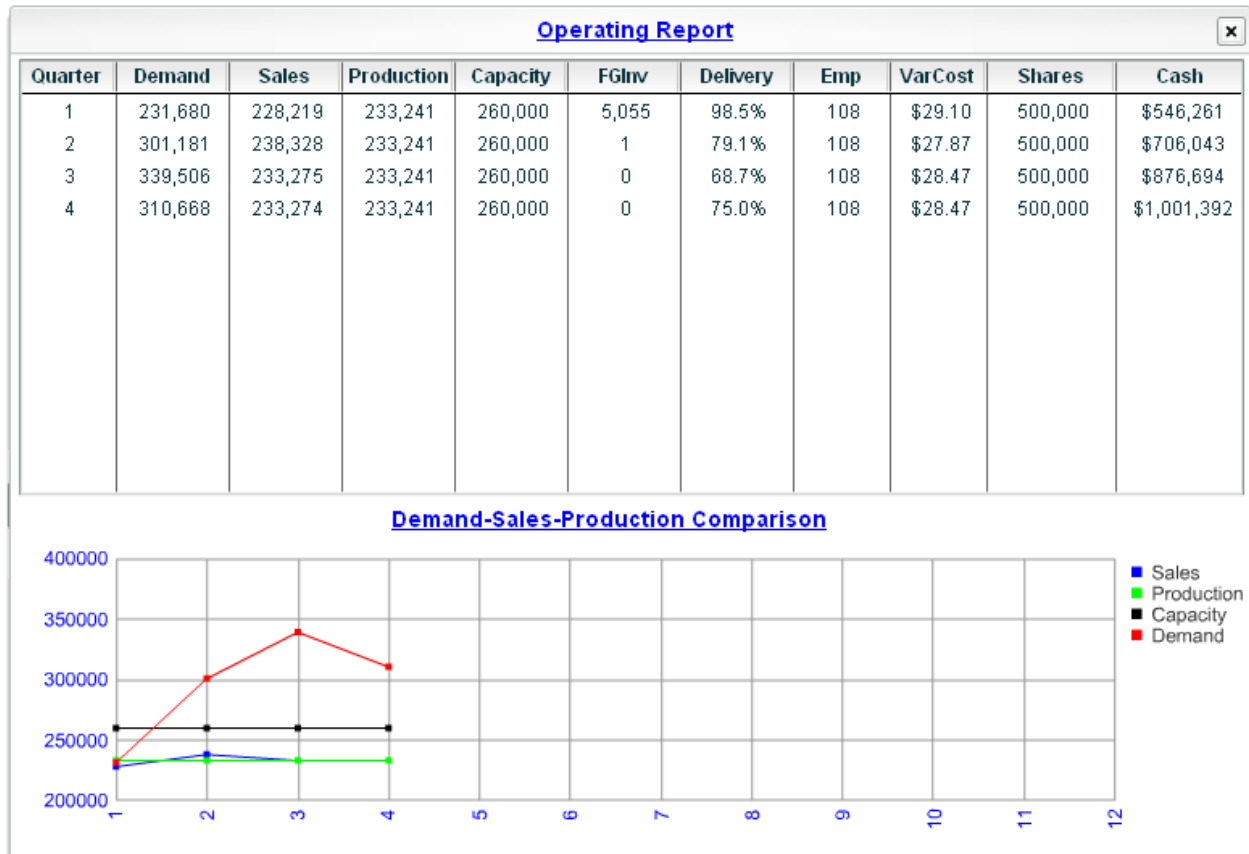 Operating Report
Quarter Demand Sales Production Capacity FGInv Delivery Emp VarCost Shares Cash
1 231,680 228,219 233,241 260,000 5,055 98.5% 108 $29.10 500,000 $546,261
2 301,181 238,328 233,241 260,000 1 79.1% 108 $27.87 500,000 $706,043
3 339,506 233,275 233,241 260,000 0 68.7% 108 $28.47 500,000 $876,694
4 310,668 233,274 233,241 260,000 0 75.0% 108 $28.47 500,000 $1,001,392
Demand-Sales-Production Comparison
400000
350000
300000
250000
200000
1 2 3 4 5 6 7 8 9 10 11 12
Sales
Production
Capacity
Demand